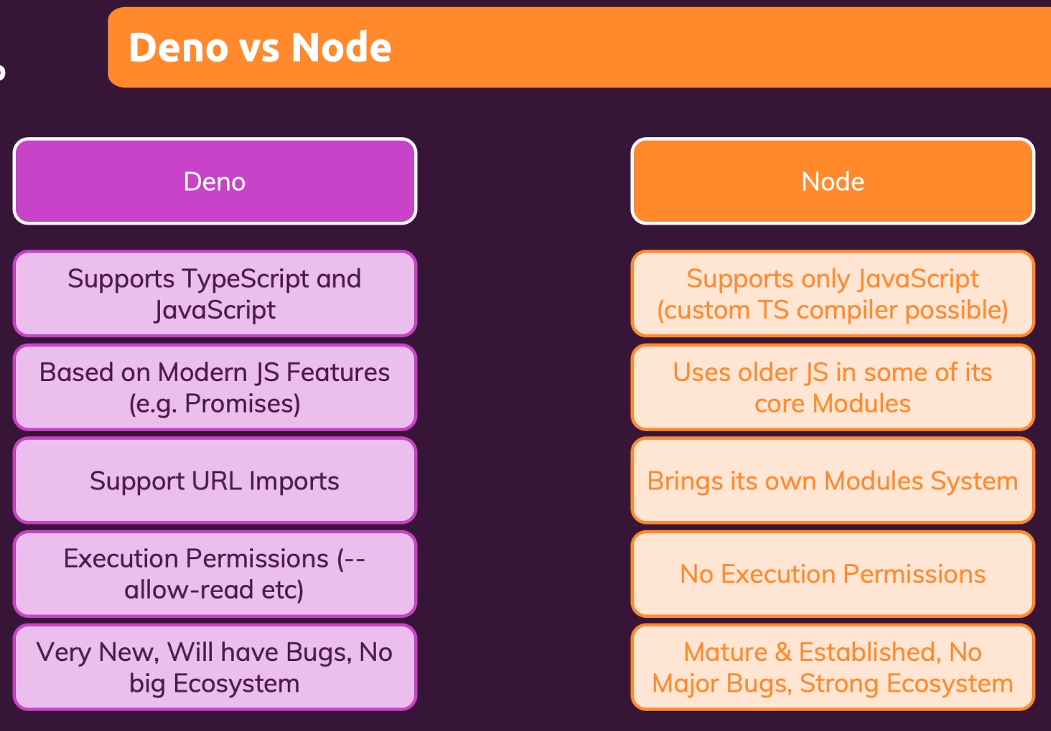 Deno vs Node
Deno
Node
Supports TypeScript and
JavaScript
Supports only JavaScript
(custom TS compiler possible)
Based on Modern JS Features
(e.g. Promises)
Uses older JS in some of its
core Modules
Support URL Imports
Brings its own Modules System
Execution Permissions (--
allow-read etc)
No Execution Permissions
Very New, Will have Bugs, No
big Ecosystem
Mature & Established, No
Major Bugs, Strong Ecosystem